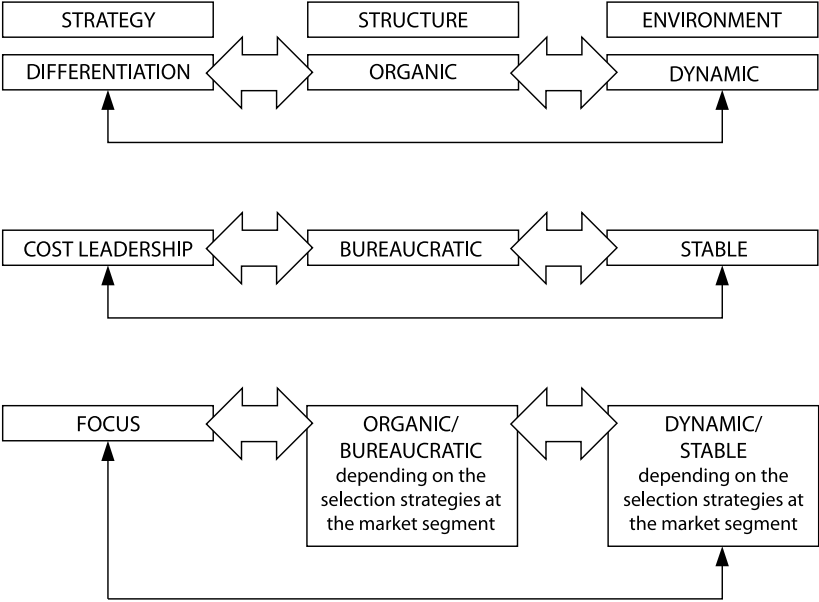 STRATEGY
STRUCTURE
ENVIRONMENT
DIFFERENTIATION
ORGANIC
DYNAMIC
COST LEADERSHIP
BUREAUCRATIC
STABLE
FOCUS
ORGANIC/
BUREAUCRATIC
depending on the
selection strategies at
the market segment
DYNAMIC/
STABLE
depending on the
selection strategies at
the market segment